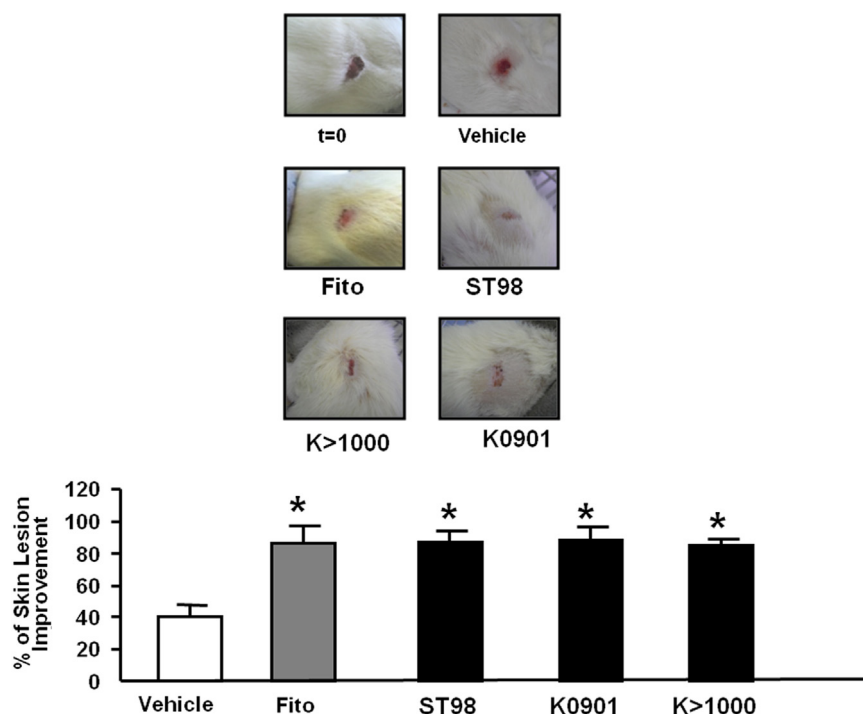 t=0
Vehicle
Fito
ST98
K>1000
K0901
% of Skin Lesion
Improvement
120
100
80
60
40
20
0
*
*
*
*
Vehicle
Fito
ST98
K0901
K>1000